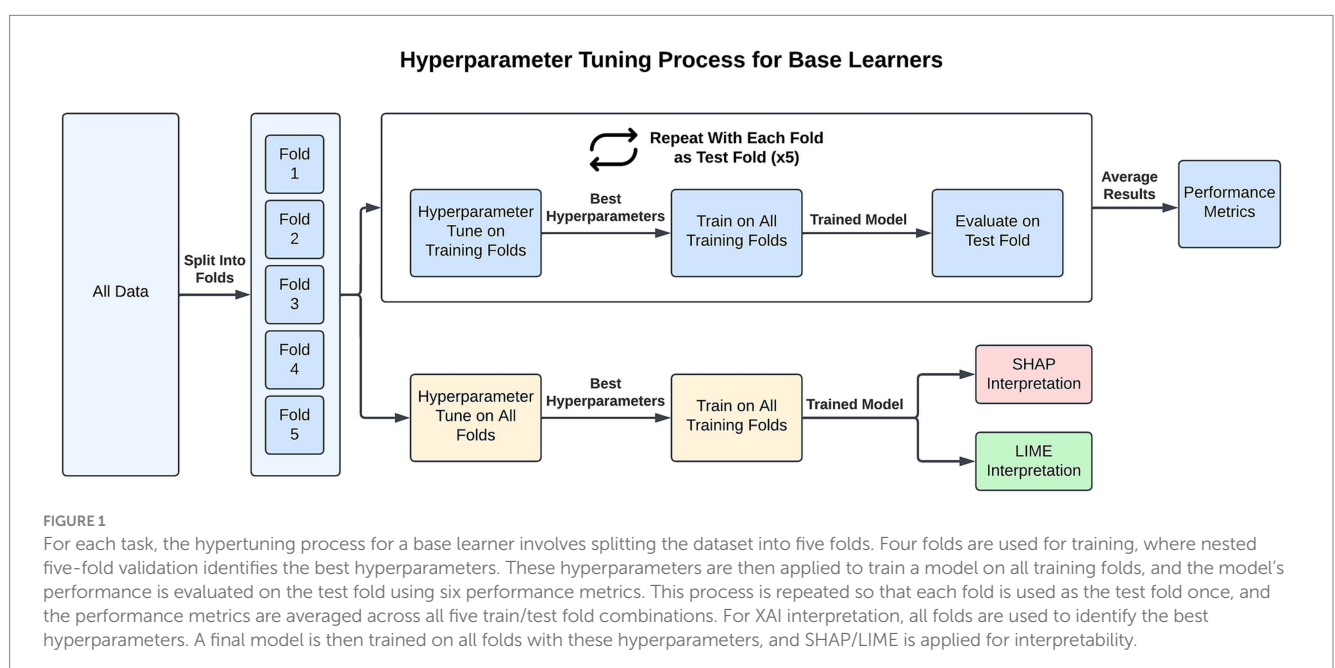 Hyperparameter Tuning Process for Base Learners
All Data
Split Into
Folds
Fold
1
Fold
2
Fold
3
Fold
4
Fold
5
Repeat With Each Fold
as Test Fold (x5)
Hyperparameter
Tune on
Training Folds
Best
Hyperparameters
Train on All
Training Folds
Trained Model
Evaluate on
Test Fold
Average
Results
Performance
Metrics
Hyperparameter
Tune on All
Folds
Best
Hyperparameters
Train on All
Training Folds
Trained Model
SHAP
Interpretation
LIME
Interpretation
FIGURE 1
For each task, the hypertuning process for a base learner involves splitting the dataset into five folds. Four folds are used for training, where nested
five-fold validation identifies the best hyperparameters. These hyperparameters are then applied to train a model on all training folds, and the model's
performance is evaluated on the test fold using six performance metrics. This process is repeated so that each fold is used as the test fold once, and
the performance metrics are averaged across all five train/test fold combinations. For XAI interpretation, all folds are used to identify the best
hyperparameters. A final model is then trained on all folds with these hyperparameters, and SHAP/LIME is applied for interpretability.